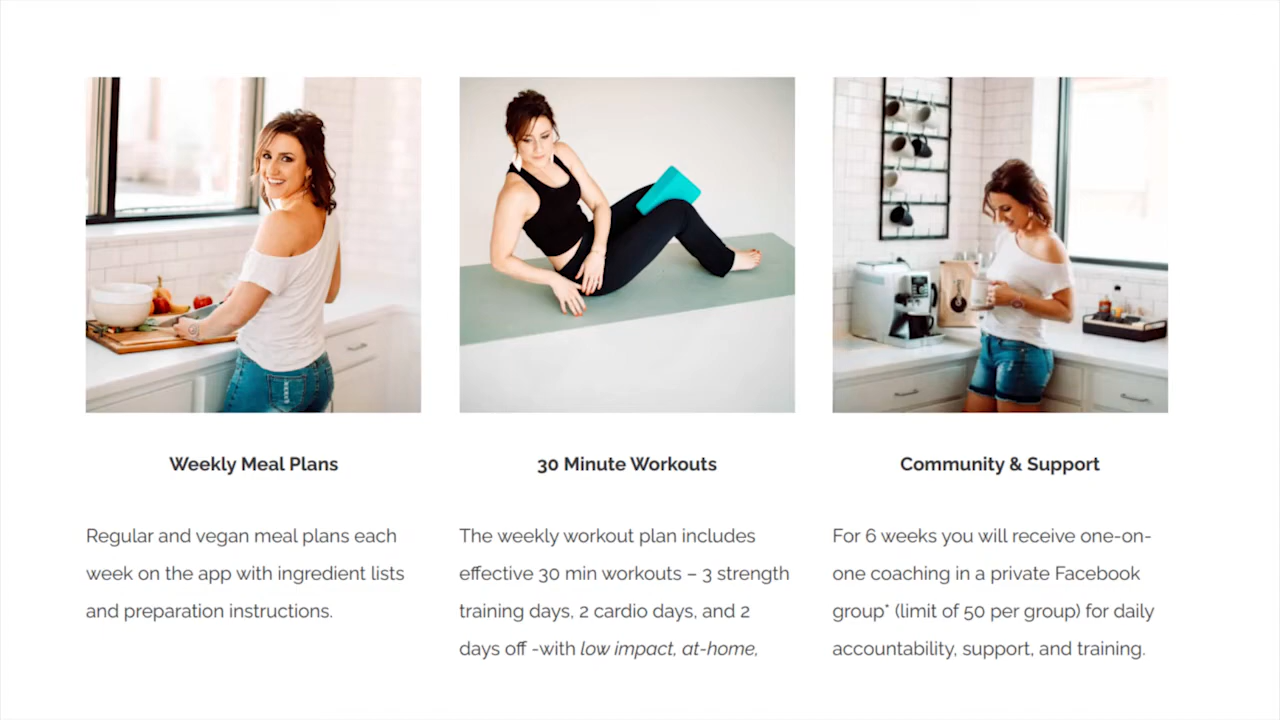 Weekly Meal Plans
Regular and vegan meal plans each
week on the app with ingredient lists
and preparation instructions.
30 Minute Workouts
The weekly workout plan includes
effective 30 min workouts – 3 strength
training days, 2 cardio days, and 2
days off -with low impact, at-home,
Community & Support
For 6 weeks you will receive one-on-
one coaching in a private Facebook
group* (limit of 50 per group) for daily
accountability, support, and training.